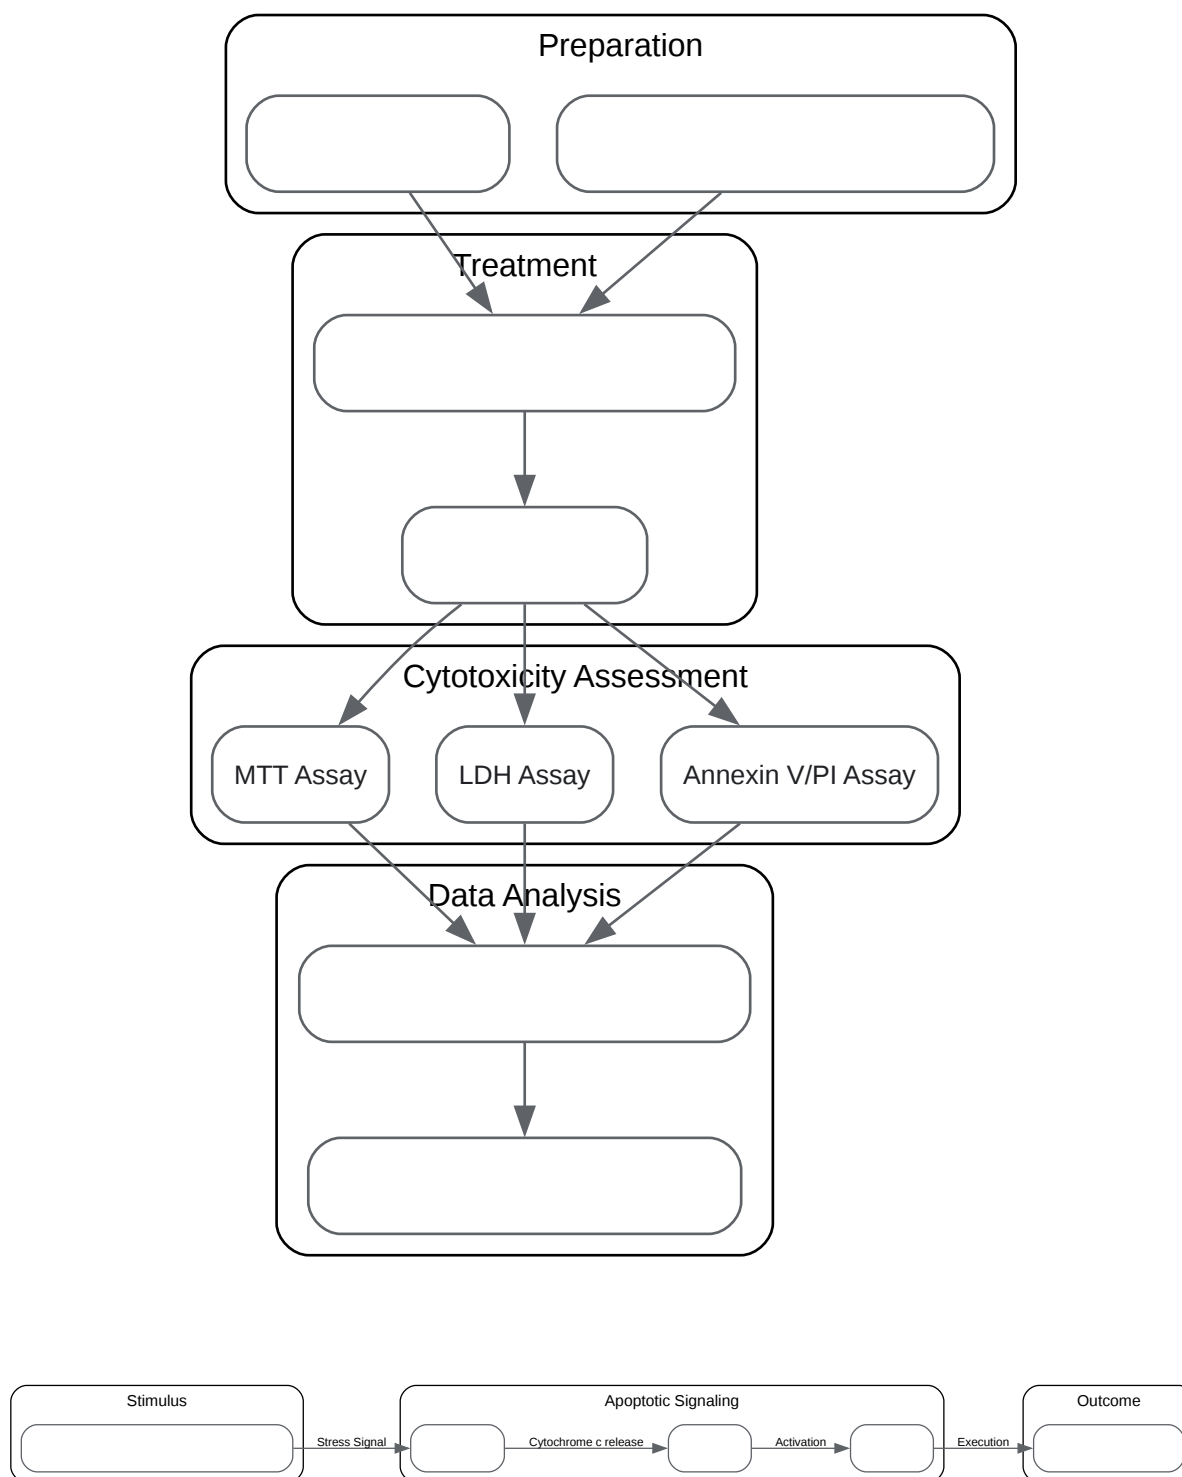 Preparation
Treatment
Cytotoxicity Assessment
MTT Assay
LDH Assay
Annexin V/PI Assay
Data Analysis
Stimulus
Apoptotic Signaling
Outcome
Stress Signal
Cytochrome c release
Activation
Execution